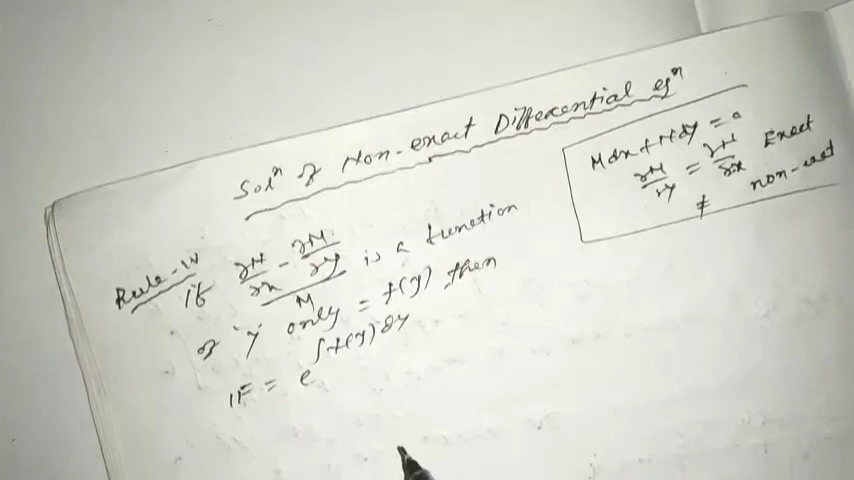 Solⁿ of Non-exact Differential eqⁿ
Mdx + Ndy = 0
∂M/∂y = ∂N/∂x Exact
≠ non-exact
Rule-IV
If (∂N/∂x - ∂M/∂y)/M is a function
of 'y' only = f(y) then
IF = e^∫f(y)dy